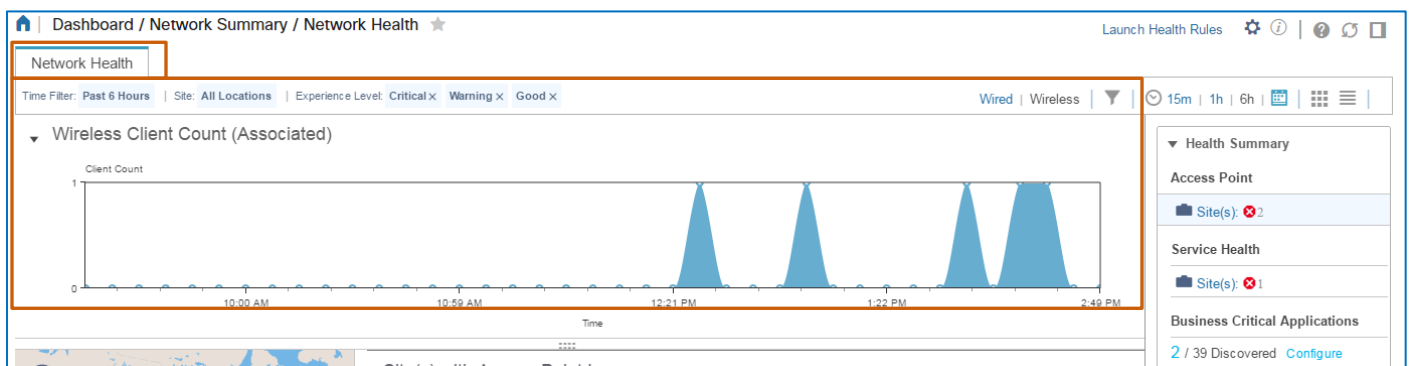 Dashboard / Network Summary / Network Health
Launch Health Rules
Network Health
Time Filter: Past 6 Hours | Site: All Locations | Experience Level: Critical × Warning × Good ×
Wired | Wireless
15m | 1h | 6h
Wireless Client Count (Associated)
Client Count
1
0
10:00 AM 10:59 AM 12:21 PM 1:22 PM 2:49 PM
Time
Health Summary
Access Point
Site(s): 2
Service Health
Site(s): 1
Business Critical Applications
2 / 39 Discovered Configure